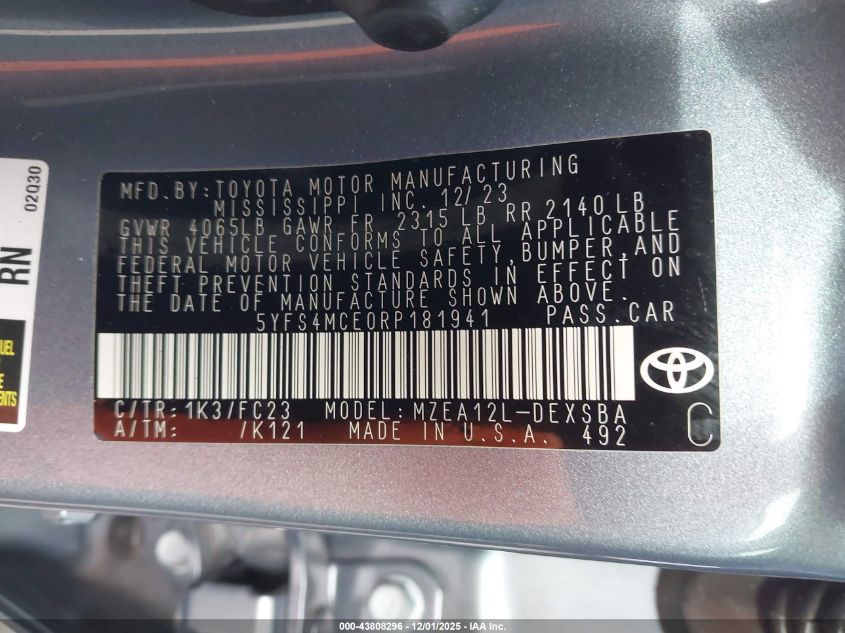 MFD.BY:TOYOTA MOTOR MANUFACTURING
MISSISSIPPI INC. 12/23
GVWR 4065LB GAWR FR 2315 LB RR 2140 LB
THIS VEHICLE CONFORMS TO ALL APPLICABLE
FEDERAL MOTOR VEHICLE SAFETY,BUMPER,AND
THEFT PREVENTION STANDARDS IN EFFECT ON
THE DATE OF MANUFACTURE SHOWN ABOVE.
5YFS4MCE0RP181941 PASS.CAR
C/TR:1K3/FC23 MODEL:MZEA12L-DEXSBA
A/TM: /K121 MADE IN U.S.A. 492 C
02Q30
RN
UEL
E
ENTS
000-43808296 - 12/01/2025 - IAA Inc.